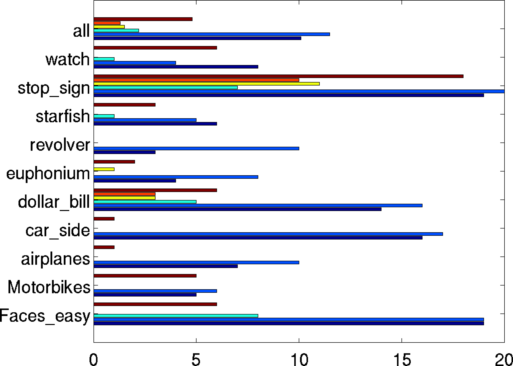 all
watch
stop_sign
starfish
revolver
euphonium
dollar_bill
car_side
airplanes
Motorbikes
Faces_easy
0 5 10 15 20